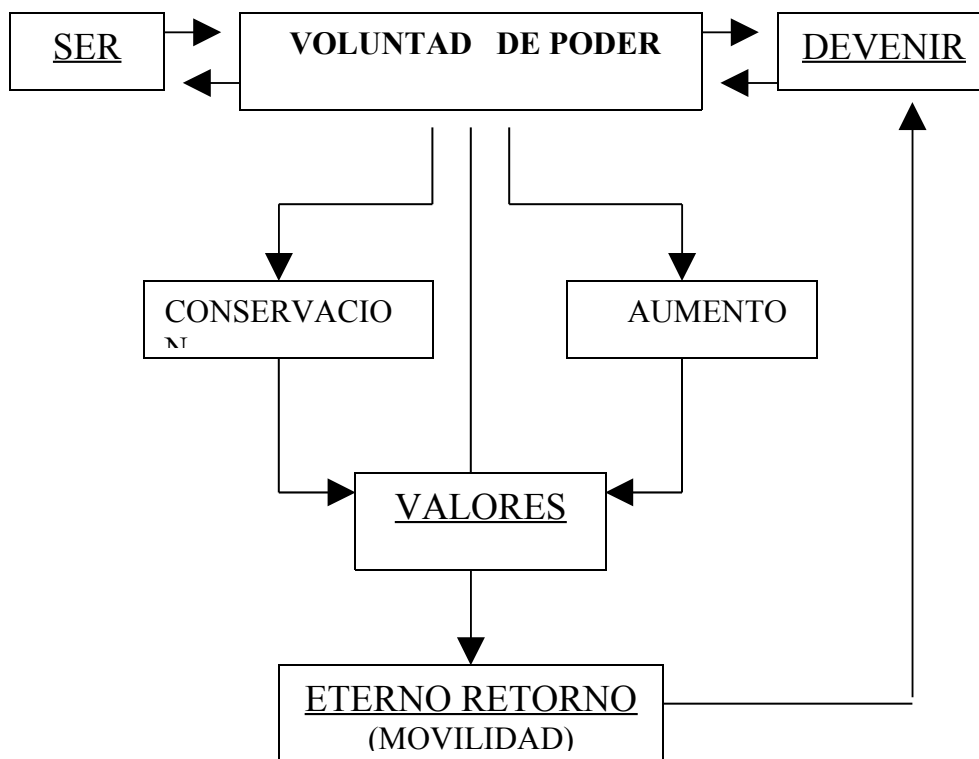 SER
VOLUNTAD DE PODER
DEVENIR
CONSERVACIO
N
AUMENTO
VALORES
ETERNO RETORNO
(MOVILIDAD)